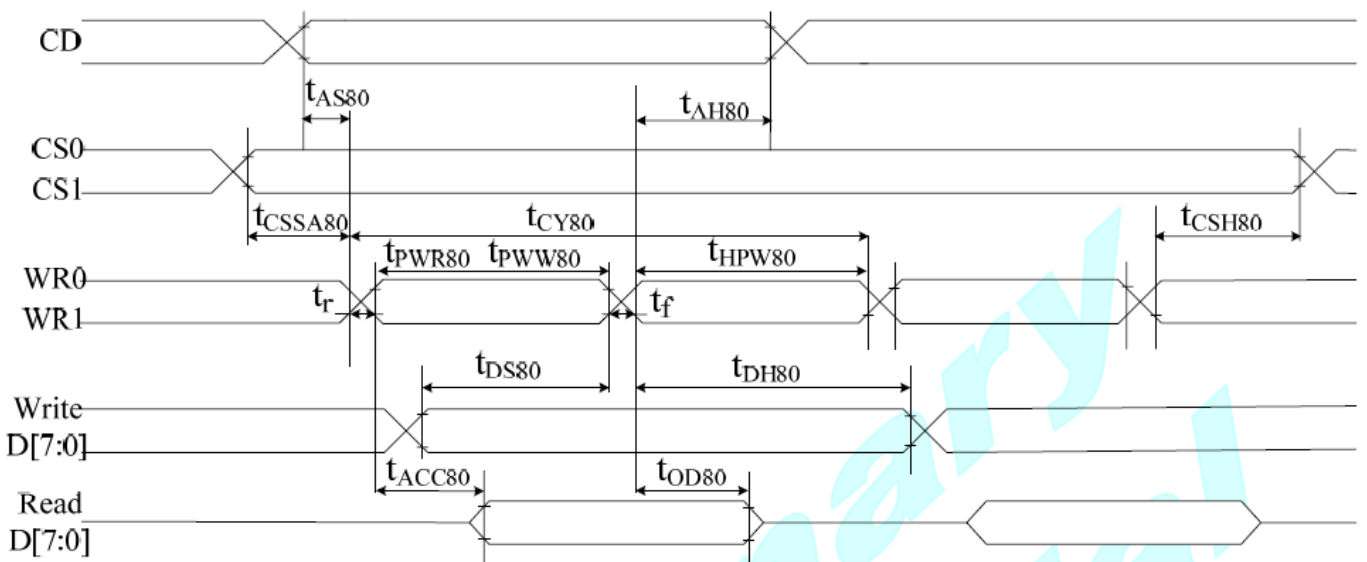 CD
tAS80
tAH80
CS0
CS1
tCSSA80
tCY80
tCSH80
tPWR80 tPWW80
tHPW80
WR0
WR1
tr
tf
tDS80
tDH80
Write
D[7:0]
tACC80
tOD80
Read
D[7:0]